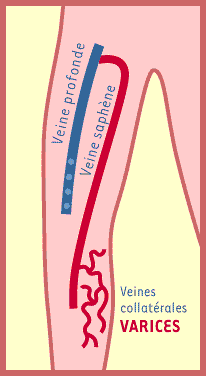 Veine profonde
Veine saphène
Veines
collatérales
VARICES